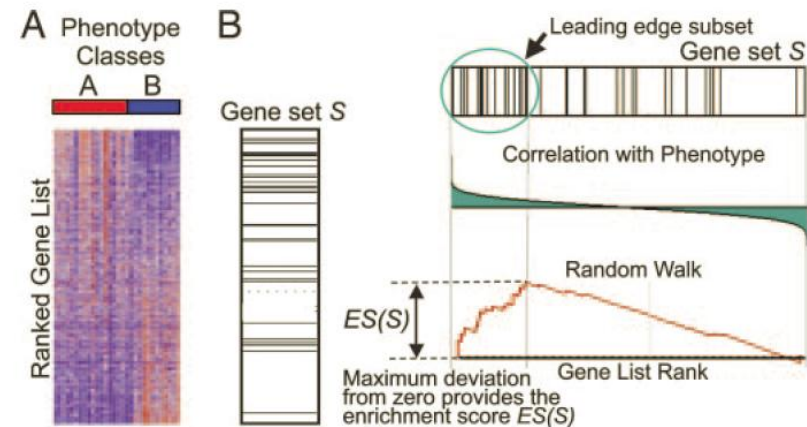 A
Phenotype
Classes
A B
Ranked Gene List
Gene set S
B
Leading edge subset
Gene set S
Correlation with Phenotype
Random Walk
ES(S)
Gene List Rank
Maximum deviation
from zero provides the
enrichment score ES(S)